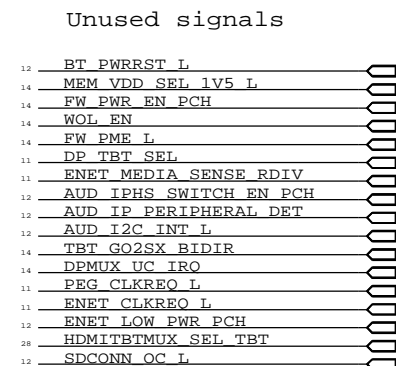 Unused signals
12 BT_PWRRST_L
14 MEM_VDD_SEL_1V5_L
14 FW_PWR_EN_PCH
14 WOL_EN
14 FW_PME_L
11 DP_TBT_SEL
11 ENET_MEDIA_SENSE_RDIV
12 AUD_IPHS_SWITCH_EN_PCH
12 AUD_IP_PERIPHERAL_DET
12 AUD_I2C_INT_L
14 TBT_GO2SX_BIDIR
14 DPMUX_UC_IRQ
11 PEG_CLKREQ_L
11 ENET_CLKREQ_L
12 ENET_LOW_PWR_PCH
28 HDMITBTMUX_SEL_TBT
12 SDCONN_OC_L